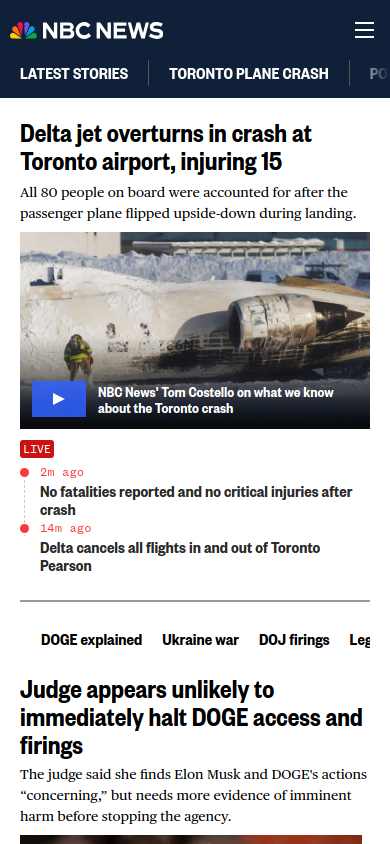 NBC NEWS
LATEST STORIES
TORONTO PLANE CRASH
PO
Delta jet overturns in crash at
Toronto airport, injuring 15
All 80 people on board were accounted for after the
passenger plane flipped upside-down during landing.
NBC News' Tom Costello on what we know
about the Toronto crash
LIVE
2m ago
No fatalities reported and no critical injuries after
crash
14m ago
Delta cancels all flights in and out of Toronto
Pearson
DOGE explained
Ukraine war
DOJ firings
Leg
Judge appears unlikely to
immediately halt DOGE access and
firings
The judge said she finds Elon Musk and DOGE's actions
“concerning,” but needs more evidence of imminent
harm before stopping the agency.